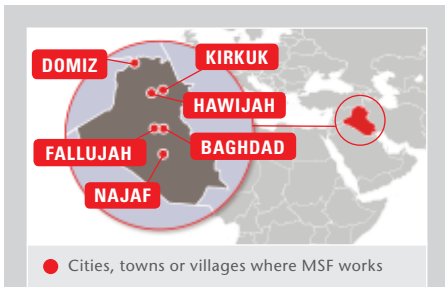 DOMIZ
KIRKUK
HAWIJAH
FALLUJAH
BAGHDAD
NAJAF
Cities, towns or villages where MSF works